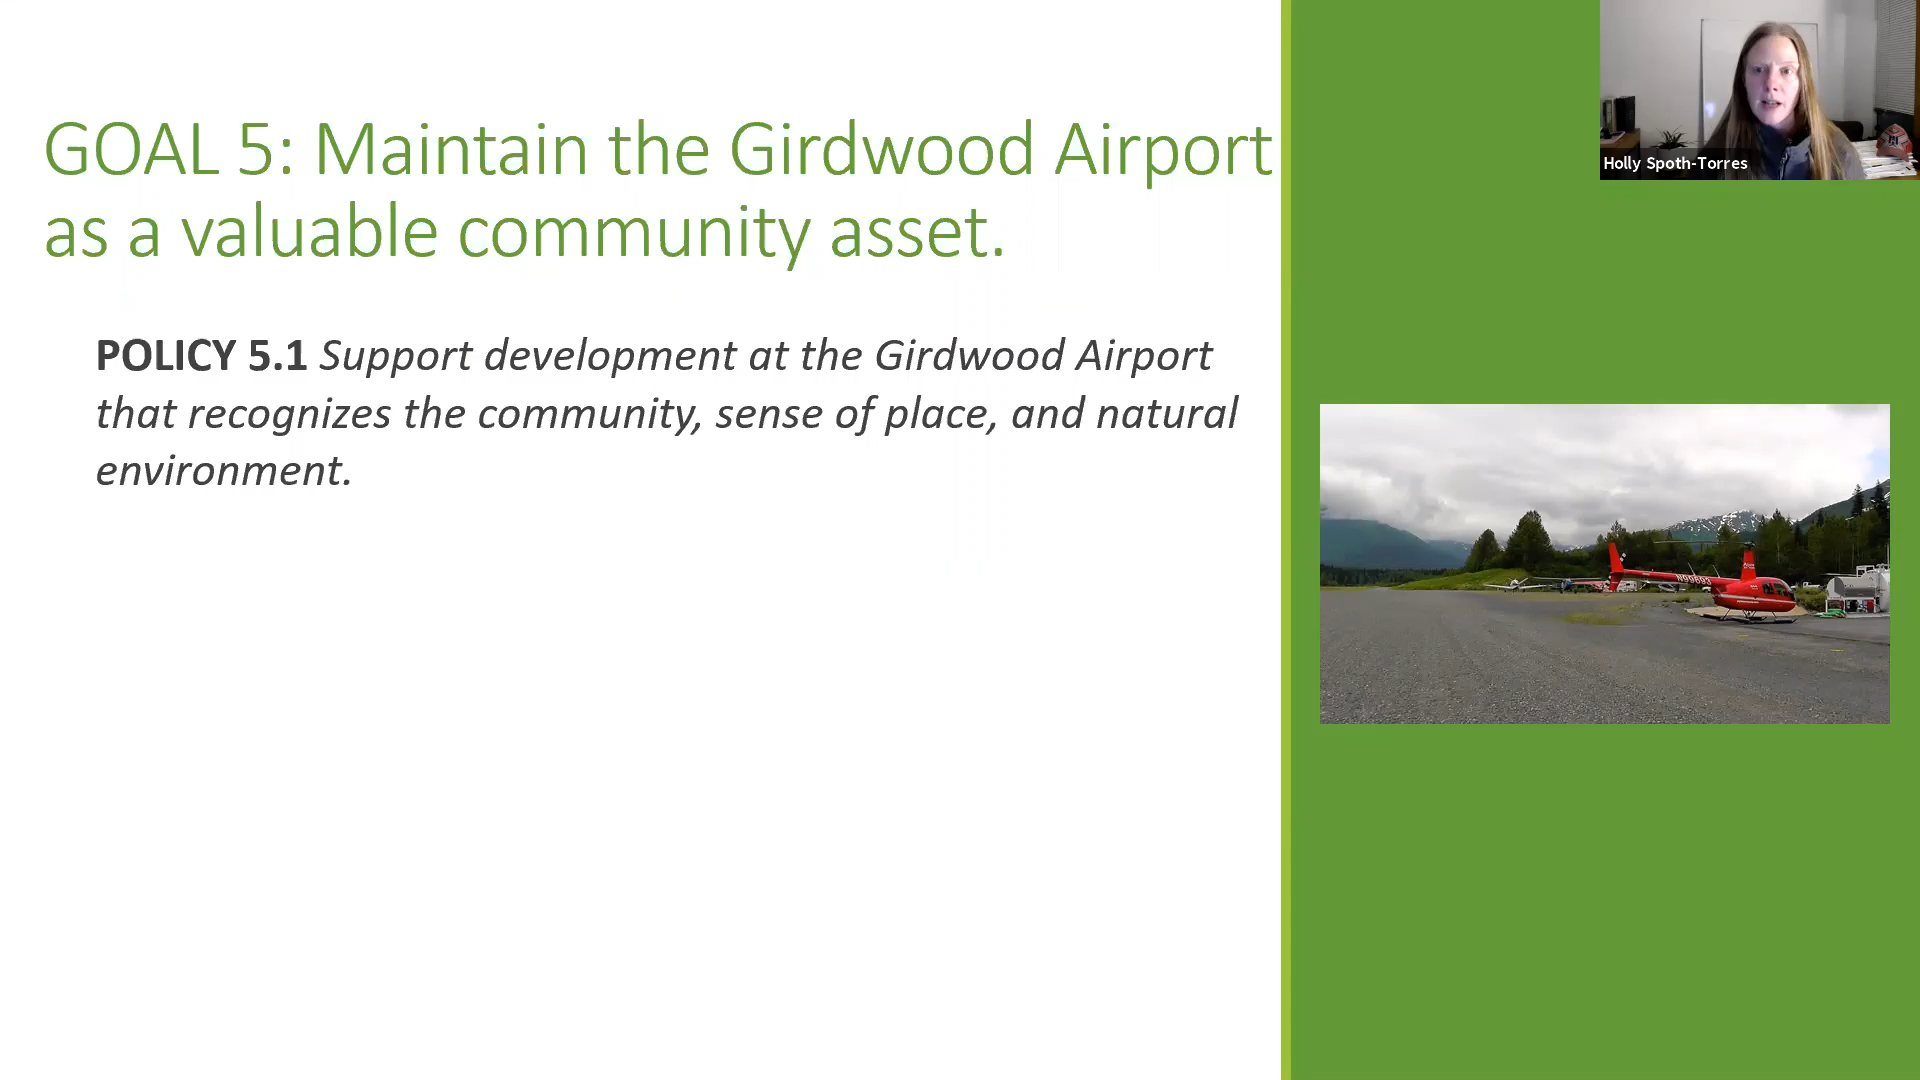 GOAL 5: Maintain the Girdwood Airport
as a valuable community asset.
POLICY 5.1 Support development at the Girdwood Airport
that recognizes the community, sense of place, and natural
environment.
Holly Spoth-Torres
N99693